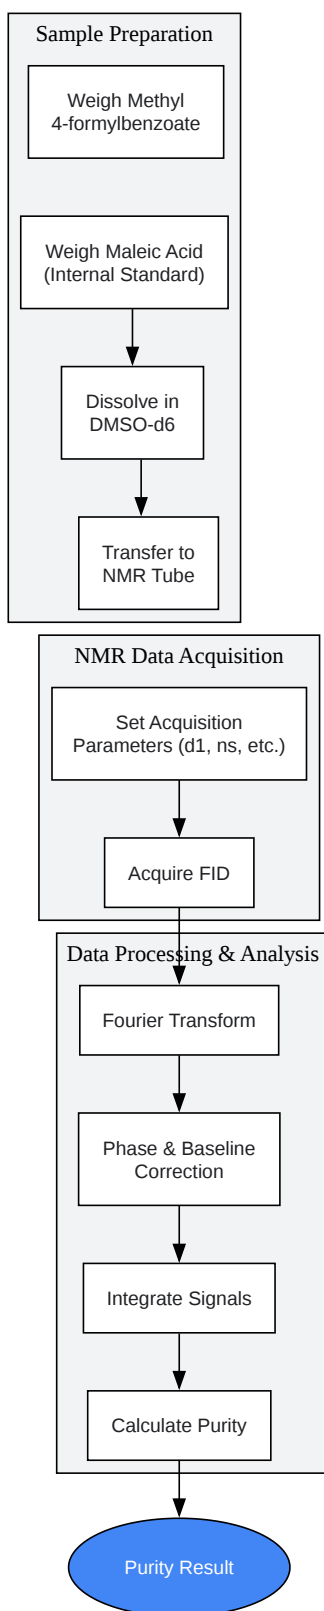 Sample Preparation
Weigh Methyl
4-formylbenzoate
Weigh Maleic Acid
(Internal Standard)
Dissolve in
DMSO-d6
Transfer to
NMR Tube
NMR Data Acquisition
Set Acquisition
Parameters (d1, ns, etc.)
Acquire FID
Data Processing & Analysis
Fourier Transform
Phase & Baseline
Correction
Integrate Signals
Calculate Purity
Purity Result